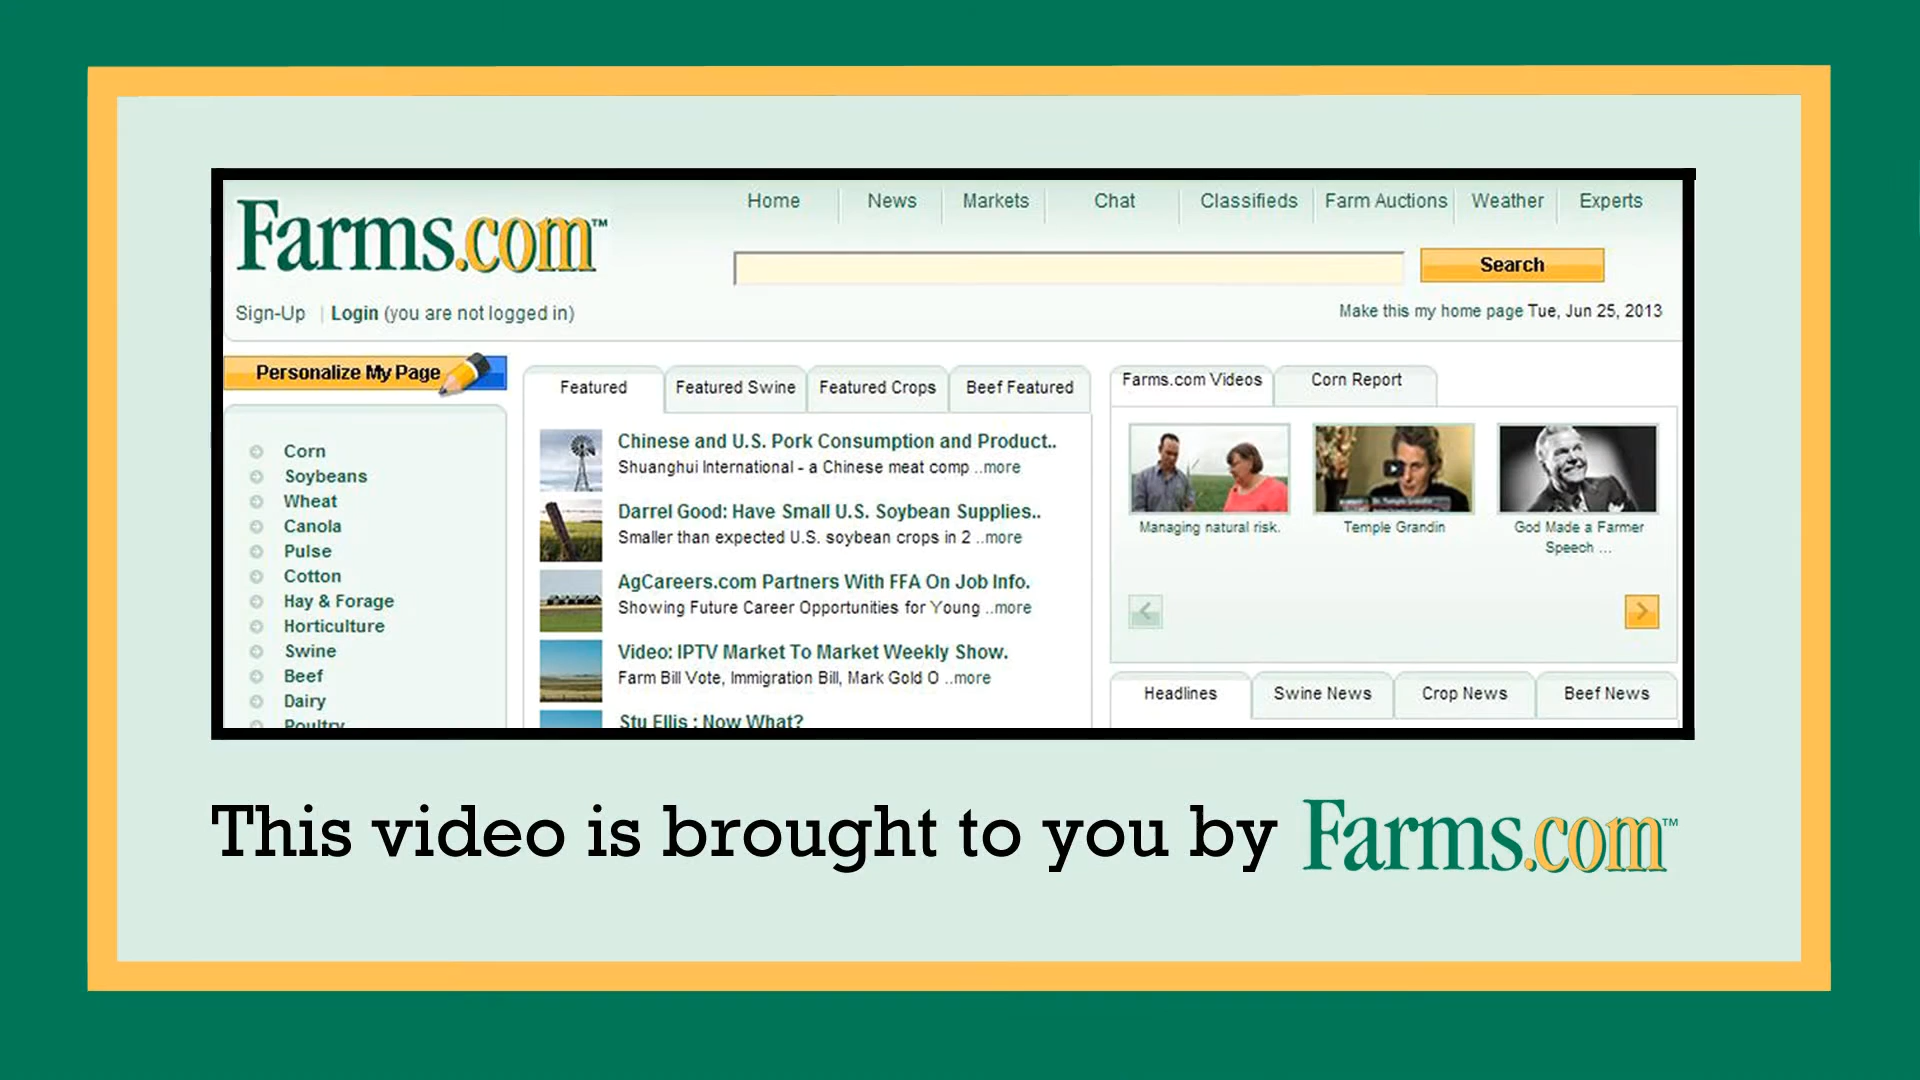 Farms.com™
Home News Markets Chat Classifieds Farm Auctions Weather Experts
Search
Sign-Up | Login (you are not logged in)
Make this my home page Tue, Jun 25, 2013
Personalize My Page
Corn
Soybeans
Wheat
Canola
Pulse
Cotton
Hay & Forage
Horticulture
Swine
Beef
Dairy
Poultry
Featured Featured Swine Featured Crops Beef Featured
Chinese and U.S. Pork Consumption and Product..
Shuanghui International - a Chinese meat comp ..more
Darrel Good: Have Small U.S. Soybean Supplies..
Smaller than expected U.S. soybean crops in 2 ..more
AgCareers.com Partners With FFA On Job Info.
Showing Future Career Opportunities for Young ..more
Video: IPTV Market To Market Weekly Show.
Farm Bill Vote, Immigration Bill, Mark Gold O ..more
Stu Ellis : Now What?
Farms.com Videos Corn Report
Managing natural risk.
Temple Grandin
God Made a Farmer
Speech ...
Headlines Swine News Crop News Beef News
This video is brought to you by Farms.com™